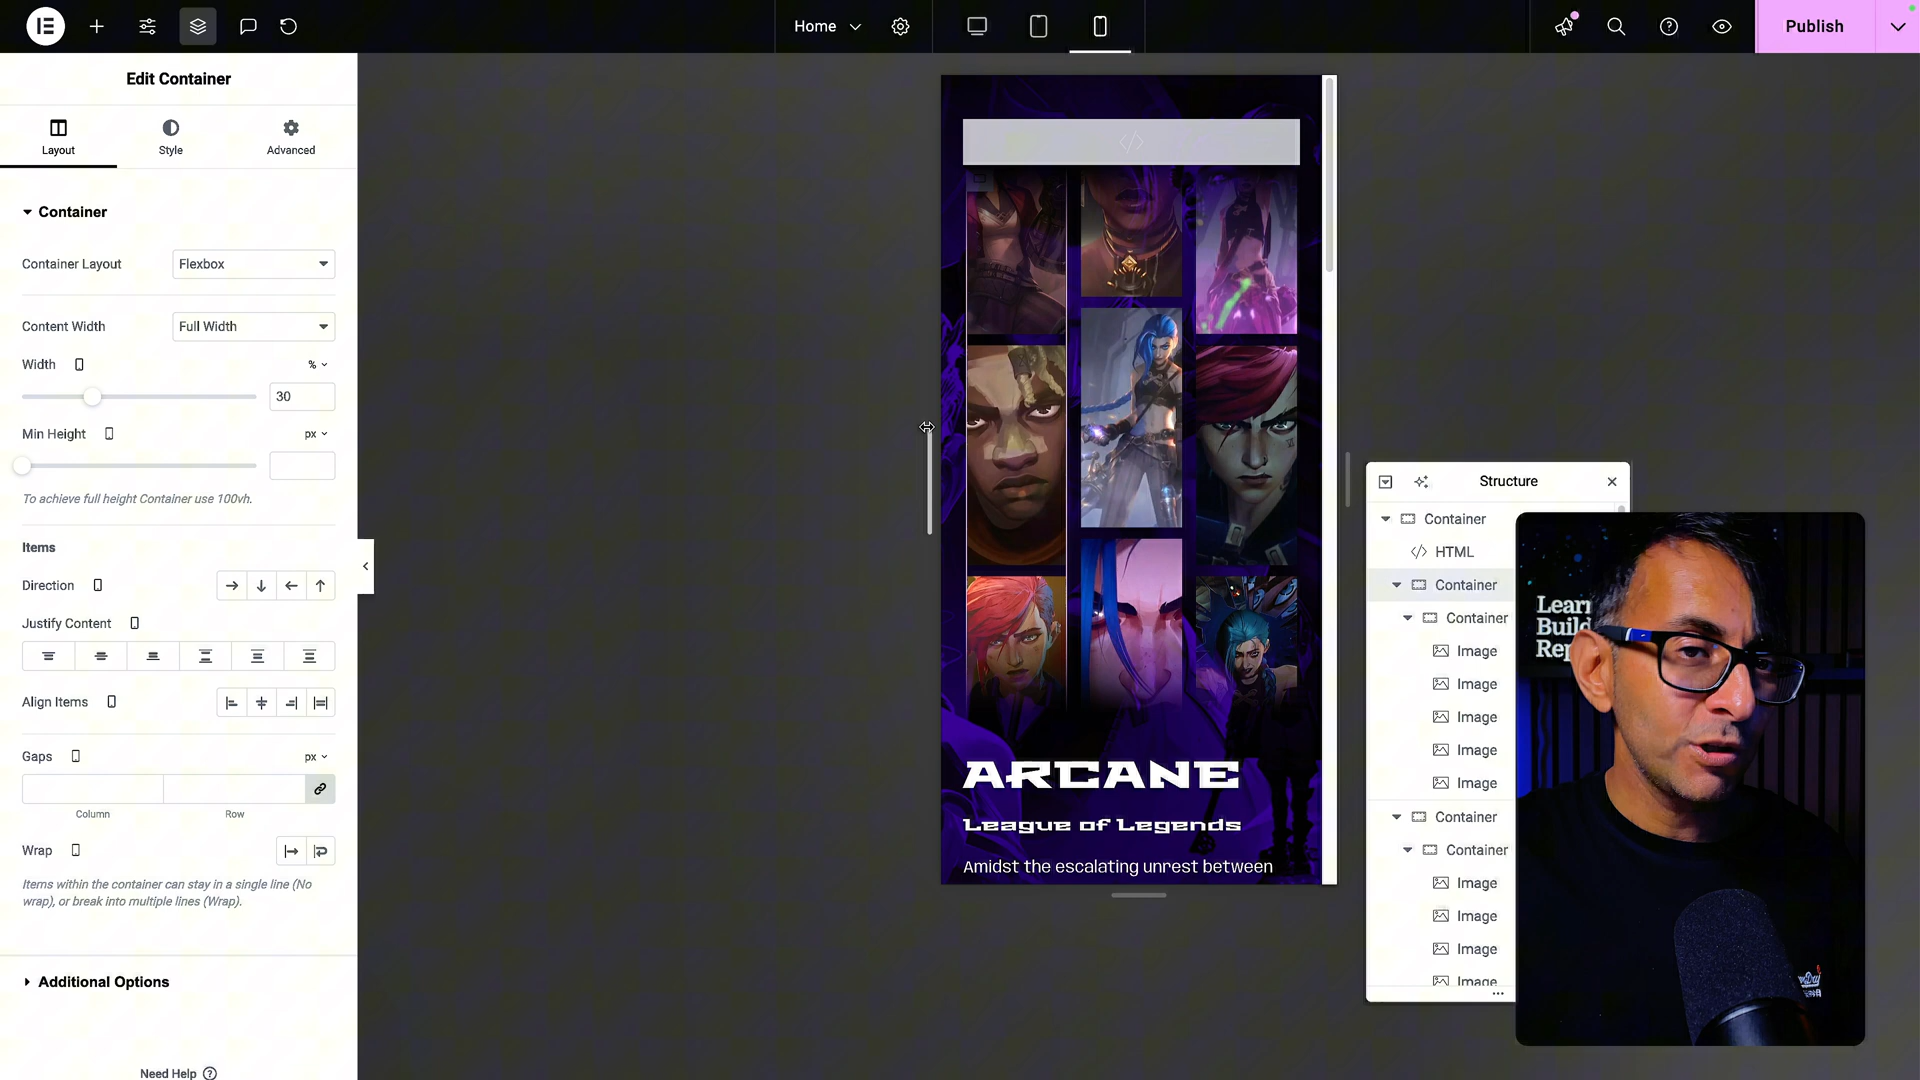 Home
Publish
Edit Container
Layout
Style
Advanced
Container
Container Layout
Flexbox
Content Width
Full Width
Width
%
30
Min Height
px
To achieve full height Container use 100vh.
Items
Direction
Justify Content
Align Items
Gaps
px
Column
Row
Wrap
Items within the container can stay in a single line (No
wrap), or break into multiple lines (Wrap).
Additional Options
Need Help
ARCANE
League of Legends
Amidst the escalating unrest between
Structure
Container
HTML
Container
Container
Image
Image
Image
Image
Image
Container
Container
Image
Image
Image
Image
Learn
Build